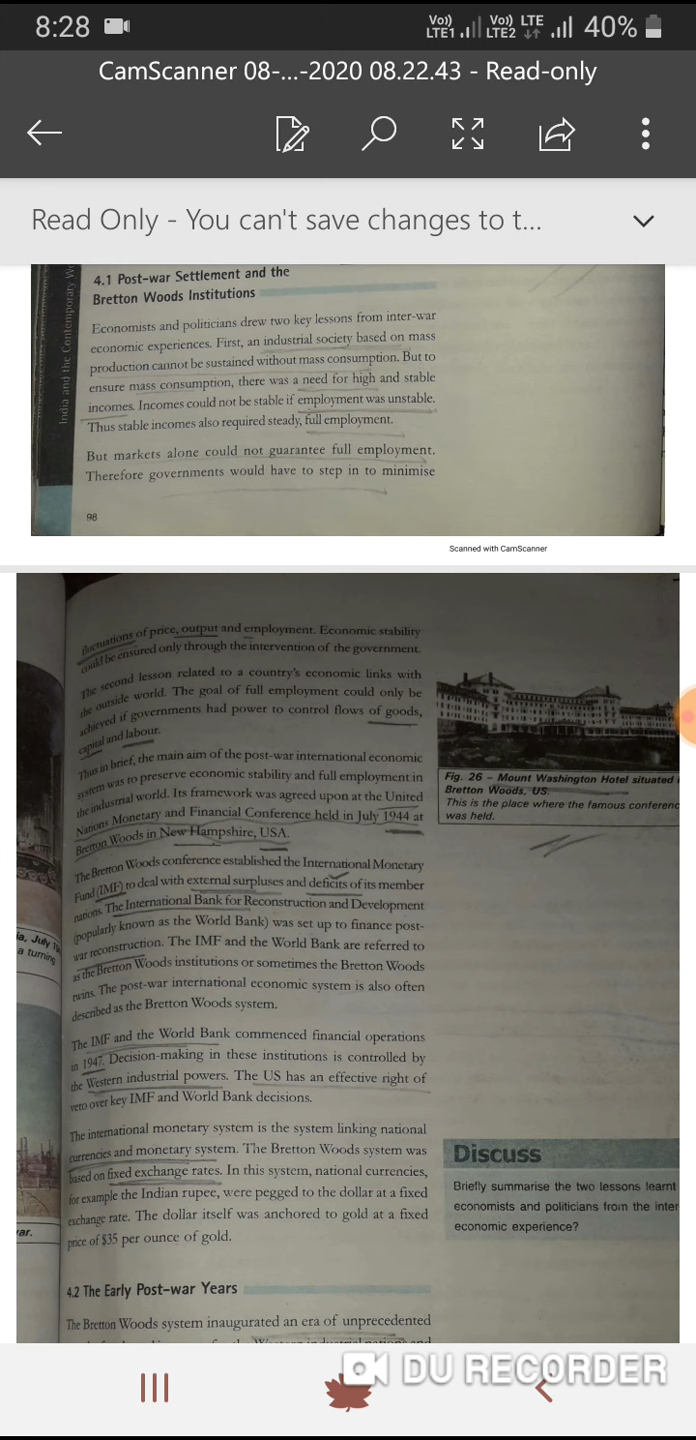 8:28
Vo)) LTE1 Vo)) LTE LTE2 40%
CamScanner 08-...-2020 08.22.43 - Read-only
Read Only - You can't save changes to t...
India and the Contemporary Wo
4.1 Post-war Settlement and the
Bretton Woods Institutions
Economists and politicians drew two key lessons from inter-war
economic experiences. First, an industrial society based on mass
production cannot be sustained without mass consumption. But to
ensure mass consumption, there was a need for high and stable
incomes. Incomes could not be stable if employment was unstable.
Thus stable incomes also required steady, full employment.
But markets alone could not guarantee full employment.
Therefore governments would have to step in to minimise
98
Scanned with CamScanner
fluctuations of price, output and employment. Economic stability
could be ensured only through the intervention of the government.
The second lesson related to a country's economic links with
the outside world. The goal of full employment could only be
achieved if governments had power to control flows of goods,
capital and labour.
Thus in brief, the main aim of the post-war international economic
system was to preserve economic stability and full employment in
the industrial world. Its framework was agreed upon at the United
Nations Monetary and Financial Conference held in July 1944 at
Bretton Woods in New Hampshire, USA.
The Bretton Woods conference established the International Monetary
Fund (IMF) to deal with external surpluses and deficits of its member
nations. The International Bank for Reconstruction and Development
(popularly known as the World Bank) was set up to finance post-
war reconstruction. The IMF and the World Bank are referred to
as the Bretton Woods institutions or sometimes the Bretton Woods
twins. The post-war international economic system is also often
described as the Bretton Woods system.
The IMF and the World Bank commenced financial operations
in 1947. Decision-making in these institutions is controlled by
the Western industrial powers. The US has an effective right of
veto over key IMF and World Bank decisions.
The international monetary system is the system linking national
currencies and monetary system. The Bretton Woods system was
based on fixed exchange rates. In this system, national currencies,
for example the Indian rupee, were pegged to the dollar at a fixed
exchange rate. The dollar itself was anchored to gold at a fixed
price of $35 per ounce of gold.
4.2 The Early Post-war Years
The Bretton Woods system inaugurated an era of unprecedented
Fig. 26 – Mount Washington Hotel situated i
Bretton Woods, US.
This is the place where the famous conferenc
was held.
ia, July 1
a turning
var.
Discuss
Briefly summarise the two lessons learnt
economists and politicians from the inter
economic experience?
DU RECORDER